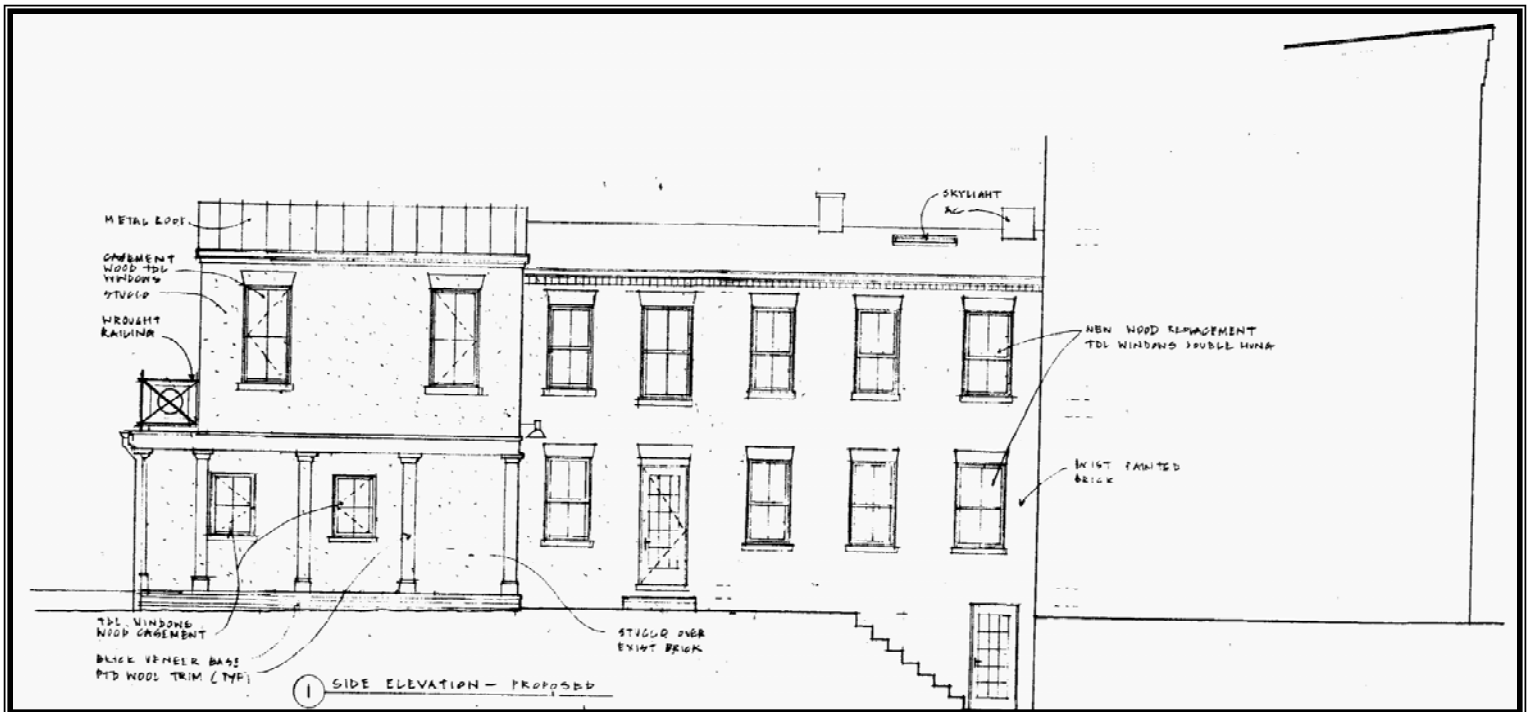 SKYLIGHT
AC
METAL ROOF
CASEMENT
WOOD TDL
WINDOWS
STUCCO
WROUGHT
RAILING
NEW WOOD REPLACEMENT
TDL WINDOWS DOUBLE HUNG
EXIST PAINTED
BRICK
TDL WINDOWS
WOOD CASEMENT
STUCCO OVER
EXIST BRICK
BRICK VENEER BASE
PTD WOOD TRIM (TYP)
1 SIDE ELEVATION - PROPOSED